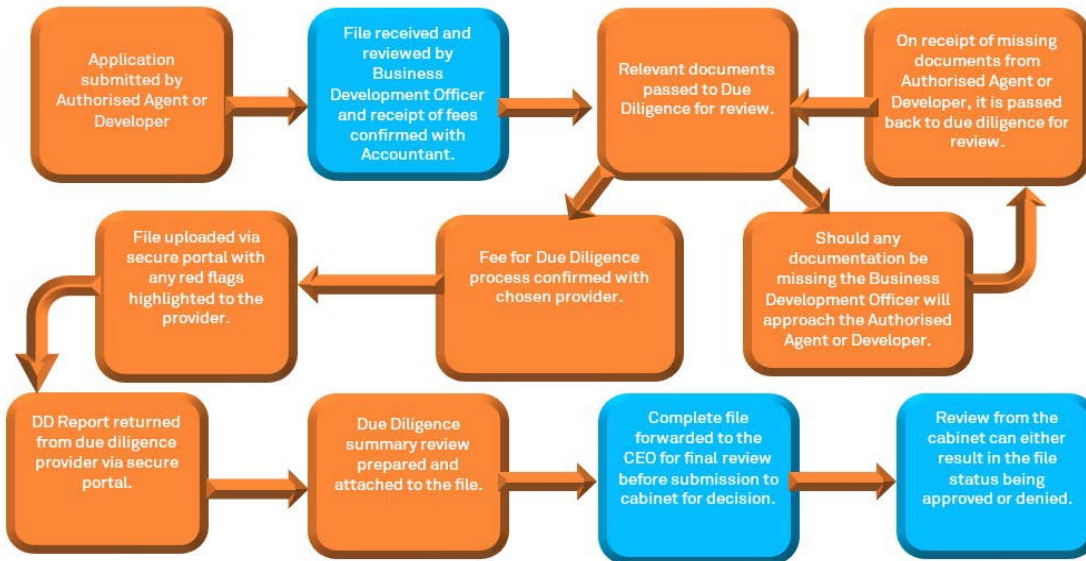 Application
submitted by
Authorised Agent or
Developer
File received and
reviewed by
Business
Development Officer
and receipt of fees
confirmed with
Accountant.
Relevant documents
passed to Due
Diligence for review.
On receipt of missing
documents from
Authorised Agent or
Developer, it is passed
back to due diligence for
review.
File uploaded via
secure portal with
any red flags
highlighted to the
provider.
Fee for Due Diligence
process confirmed with
chosen provider.
Should any
documentation be
missing the Business
Development Officer will
approach the Authorised
Agent or Developer.
DD Report returned
from due diligence
provider via secure
portal.
Due Diligence
summary review
prepared and
attached to the file.
Complete file
forwarded to the
CEO for final review
before submission to
cabinet for decision.
Review from the
cabinet can either
result in the file
status being
approved or denied.